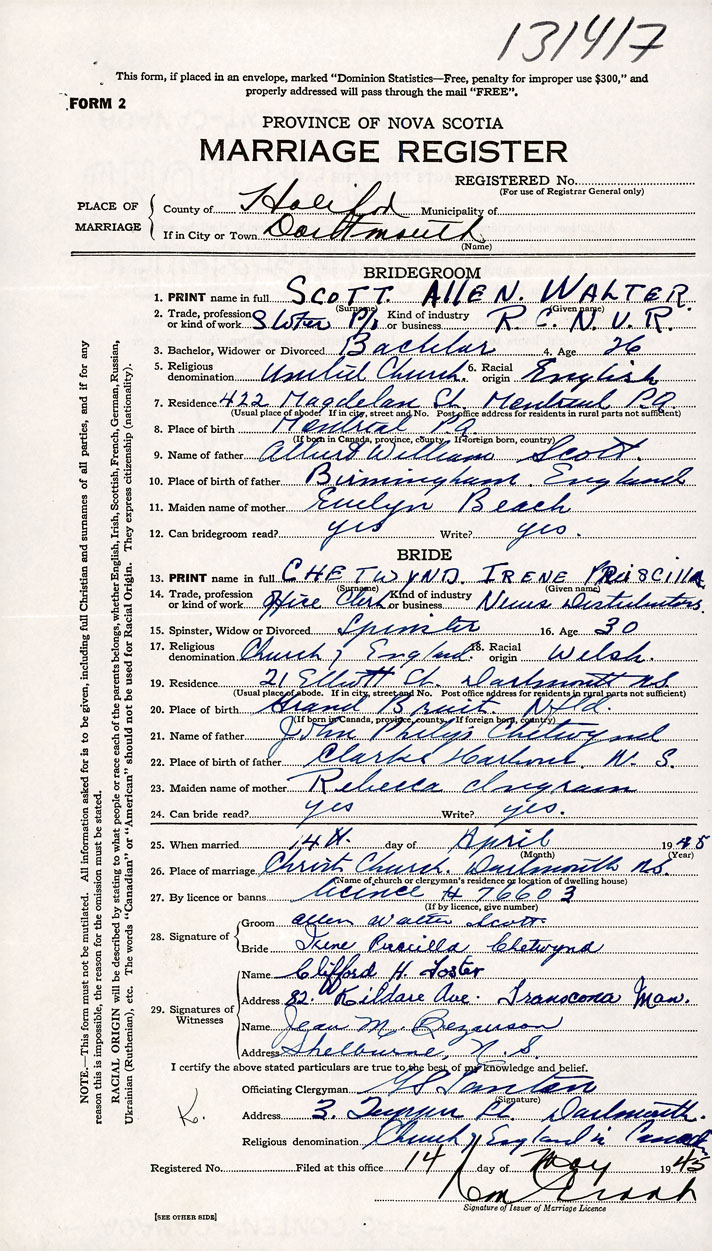 131417
This form, if placed in an envelope, marked "Dominion Statistics—Free, penalty for improper use $300," and
properly addressed will pass through the mail "FREE".
FORM 2
PROVINCE OF NOVA SCOTIA
MARRIAGE REGISTER
REGISTERED No.
(For use of Registrar General only)
PLACE OF MARRIAGE
County of Halifax Municipality of
If in City or Town Dartmouth
(Name)
BRIDEGROOM
1. PRINT name in full SCOTT. ALLEN. WALTER.
(Surname) (Given name)
2. Trade, profession or kind of work P/O Kind of industry or business R. C. N. V. R.
3. Bachelor, Widower or Divorced Bachelor 4. Age 26
5. Religious denomination United Church. 6. Racial origin English
7. Residence 422 Magdelan St. Montreal P.Q.
(Usual place of abode. If in city, street and No. Post office address for residents in rural parts not sufficient)
8. Place of birth Montreal P.Q.
(If born in Canada, province, county. If foreign born, country)
9. Name of father Albert William Scott.
10. Place of birth of father Birmingham. England
11. Maiden name of mother Evelyn Beach
12. Can bridegroom read? yes Write? yes.
BRIDE
13. PRINT name in full CHETWYND. IRENE PRISCILLA
(Surname) (Given name)
14. Trade, profession or kind of work Clerk Kind of industry or business News Distributors.
15. Spinster, Widow or Divorced Spinster 16. Age 30
17. Religious denomination Church of England. 18. Racial origin Welsh.
19. Residence 21 Elliott St. Dartmouth NS
(Usual place of abode. If in city, street and No. Post office address for residents in rural parts not sufficient)
20. Place of birth Grand Bruit. Nfld.
(If born in Canada, province, county. If foreign born, country)
21. Name of father John Philip Chetwynd
22. Place of birth of father Clarks Harbour, N. S.
23. Maiden name of mother Rebecca Ingram
24. Can bride read? yes Write? yes.
25. When married 14th. day of April 1945
(Month) (Year)
26. Place of marriage Christ Church. Dartmouth NS.
(Name of church or clergyman's residence or location of dwelling house)
27. By licence or banns licence # 76603
(If by licence, give number)
28. Signature of
Groom Allen Walter Scott
Bride Irene Priscilla Chetwynd
29. Signatures of Witnesses
Name Clifford H. Foster
Address 82. Kildare Ave. Transcona Man.
Name Jean M. Bezanson
Address Shelburne, N. S.
I certify the above stated particulars are true to the best of my knowledge and belief.
Officiating Clergyman
(Signature)
K.
Address 3. Tupper St. Dartmouth.
Religious denomination Church of England in Canada
Registered No. Filed at this office 14 day of May 1945
Signature of Issuer of Marriage Licence
[SEE OTHER SIDE]
NOTE.—This form must not be mutilated. All information asked for is to be given, including full Christian and surnames of all parties, and if for any
reason this is impossible, the reason for the omission must be stated.
RACIAL ORIGIN will be described by stating to what people or race each of the parents belongs, whether English, Irish, Scottish, French, German, Russian,
Ukrainian (Ruthenian), etc. The words "Canadian" or "American" should not be used for Racial Origin. They express citizenship (nationality).